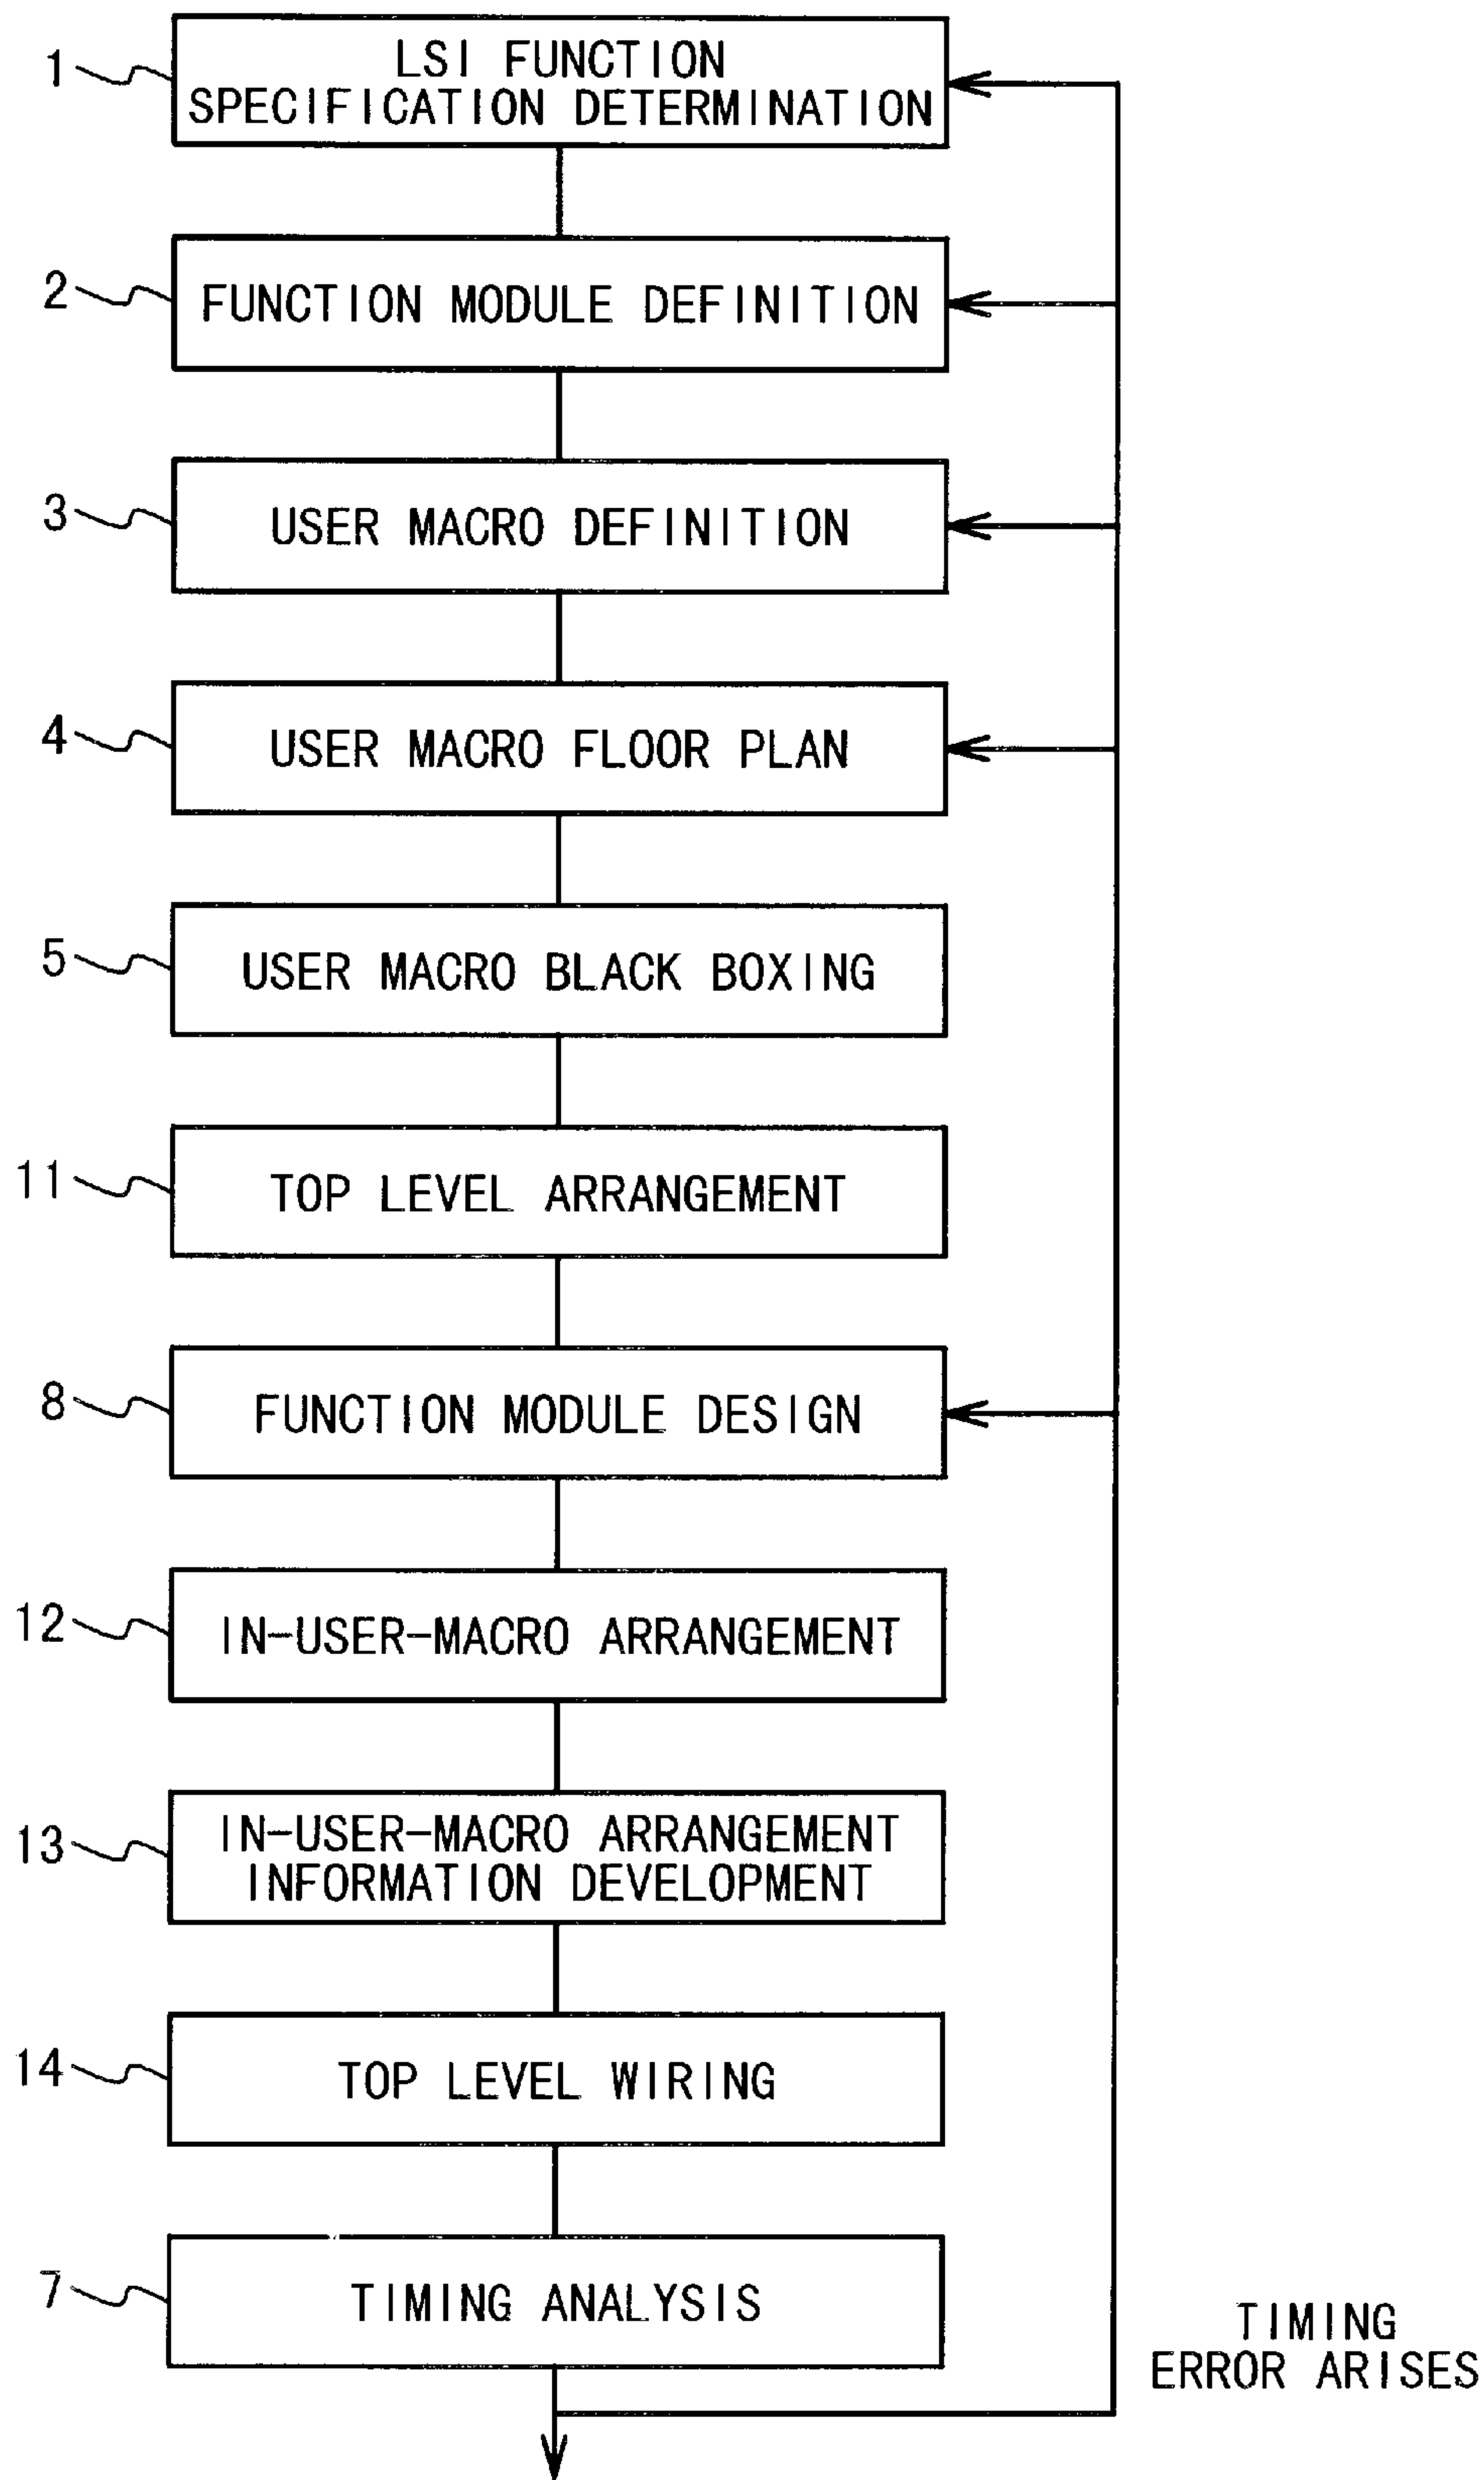 1
LSI FUNCTION
SPECIFICATION DETERMINATION
2
FUNCTION MODULE DEFINITION
3
USER MACRO DEFINITION
4
USER MACRO FLOOR PLAN
5
USER MACRO BLACK BOXING
11
TOP LEVEL ARRANGEMENT
8
FUNCTION MODULE DESIGN
12
IN-USER-MACRO ARRANGEMENT
13
IN-USER-MACRO ARRANGEMENT
INFORMATION DEVELOPMENT
14
TOP LEVEL WIRING
7
TIMING ANALYSIS
TIMING
ERROR ARISES